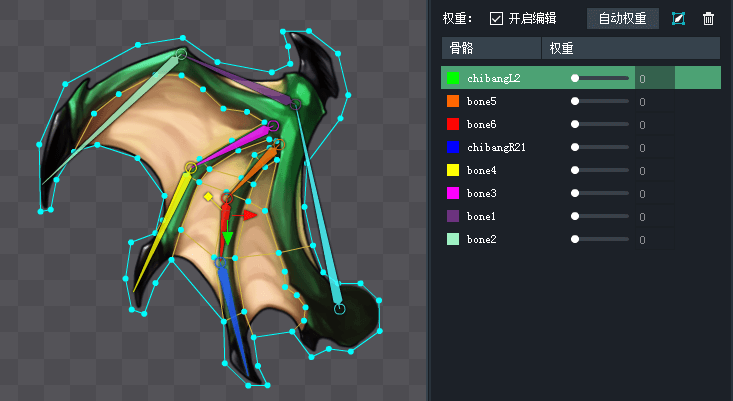 权重： 开启编辑 自动权重
骨骼 权重
chibangL2 0
bone5 0
bone6 0
chibangR21 0
bone4 0
bone3 0
bone1 0
bone2 0